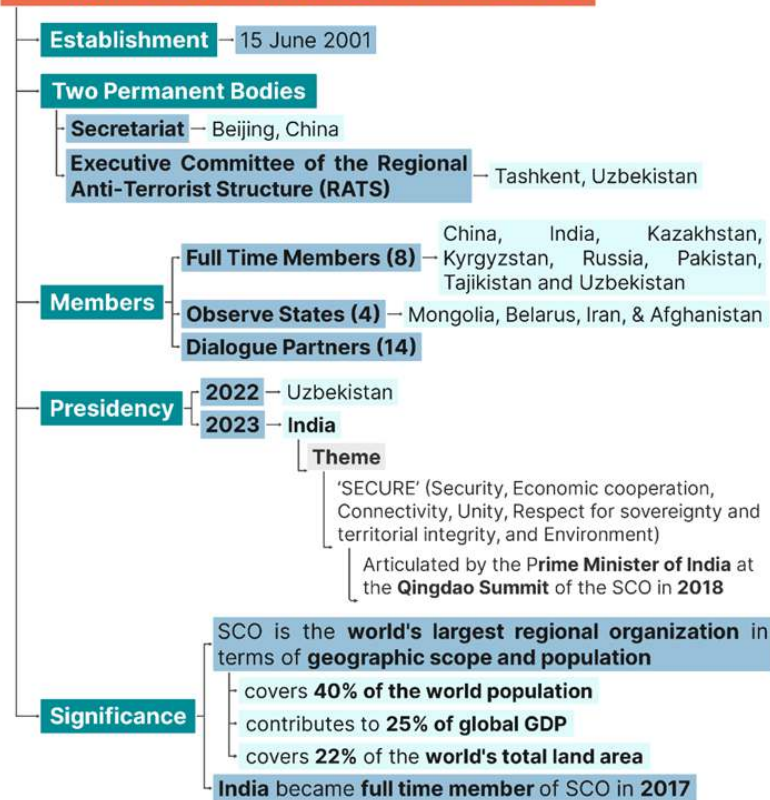 Establishment
15 June 2001
Two Permanent Bodies
Secretariat
Beijing, China
Executive Committee of the Regional
Anti-Terrorist Structure (RATS)
Tashkent, Uzbekistan
Members
Full Time Members (8)
China, India, Kazakhstan,
Kyrgyzstan, Russia, Pakistan,
Tajikistan and Uzbekistan
Observe States (4)
Mongolia, Belarus, Iran, & Afghanistan
Dialogue Partners (14)
Presidency
2022
Uzbekistan
2023
India
Theme
‘SECURE’ (Security, Economic cooperation,
Connectivity, Unity, Respect for sovereignty and
territorial integrity, and Environment)
Articulated by the Prime Minister of India at
the Qingdao Summit of the SCO in 2018
Significance
SCO is the world's largest regional organization in
terms of geographic scope and population
covers 40% of the world population
contributes to 25% of global GDP
covers 22% of the world's total land area
India became full time member of SCO in 2017